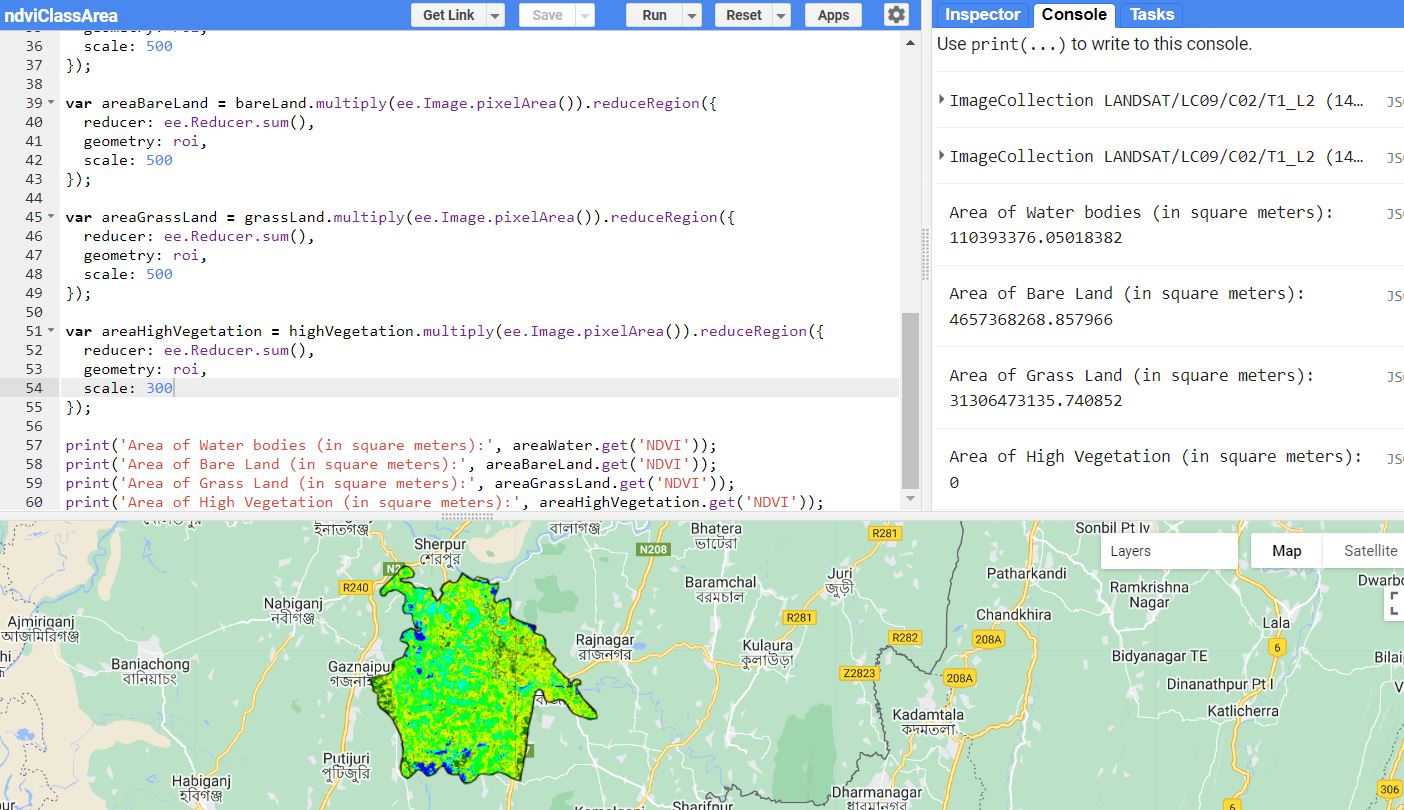 ndviClassArea
Get Link Save Run Reset Apps
Inspector Console Tasks
36 scale: 500
37 });
38
39 var areaBareLand = bareLand.multiply(ee.Image.pixelArea()).reduceRegion({
40 reducer: ee.Reducer.sum(),
41 geometry: roi,
42 scale: 500
43 });
44
45 var areaGrassLand = grassLand.multiply(ee.Image.pixelArea()).reduceRegion({
46 reducer: ee.Reducer.sum(),
47 geometry: roi,
48 scale: 500
49 });
50
51 var areaHighVegetation = highVegetation.multiply(ee.Image.pixelArea()).reduceRegion({
52 reducer: ee.Reducer.sum(),
53 geometry: roi,
54 scale: 300
55 });
56
57 print('Area of Water bodies (in square meters):', areaWater.get('NDVI'));
58 print('Area of Bare Land (in square meters):', areaBareLand.get('NDVI'));
59 print('Area of Grass Land (in square meters):', areaGrassLand.get('NDVI'));
60 print('Area of High Vegetation (in square meters):', areaHighVegetation.get('NDVI'));
Use print(...) to write to this console.
ImageCollection LANDSAT/LC09/C02/T1_L2 (14…
ImageCollection LANDSAT/LC09/C02/T1_L2 (14…
Area of Water bodies (in square meters):
110393376.05018382
Area of Bare Land (in square meters):
4657368268.857966
Area of Grass Land (in square meters):
31306473135.740852
Area of High Vegetation (in square meters):
0
ইনাতগঞ্জ
বালাগঞ্জ
Sherpur
শেরপুর
N2
R240
N208
Bhatera
ভাটেরা
R281
Sonbil Pt Iv
Layers
Map Satellite
Nabiganj
নবীগঞ্জ
Baramchal
বরমচাল
Juri
জুড়ী
Patharkandi
Ramkrishna
Nagar
Ajmiriganj
আজমিরিগঞ্জ
R281
Chandkhira
Lala
Baniachong
বানিয়াচং
Rajnagar
রাজনগর
Kulaura
কুলাউড়া
R282
208A
6
Bidyanagar TE
Z2823
208A
Dinanathpur Pt I
Katlicherra
Kadamtala
কদমতলা
Putijuri
পুটিজুরি
Habiganj
হবিগঞ্জ
Dharmanagar
306
Sharifpur
6